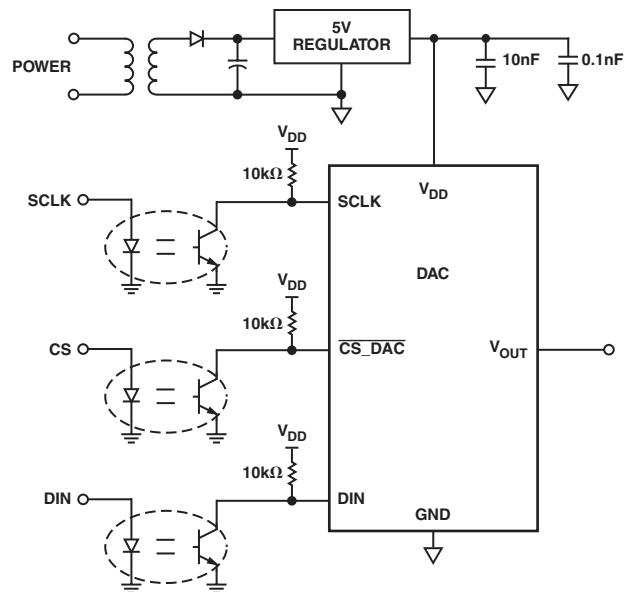 5V
REGULATOR
POWER
10nF
0.1nF
VDD
10kΩ
SCLK
SCLK
VDD
DAC
VDD
10kΩ
CS
CS_DAC
VOUT
VDD
10kΩ
DIN
DIN
GND